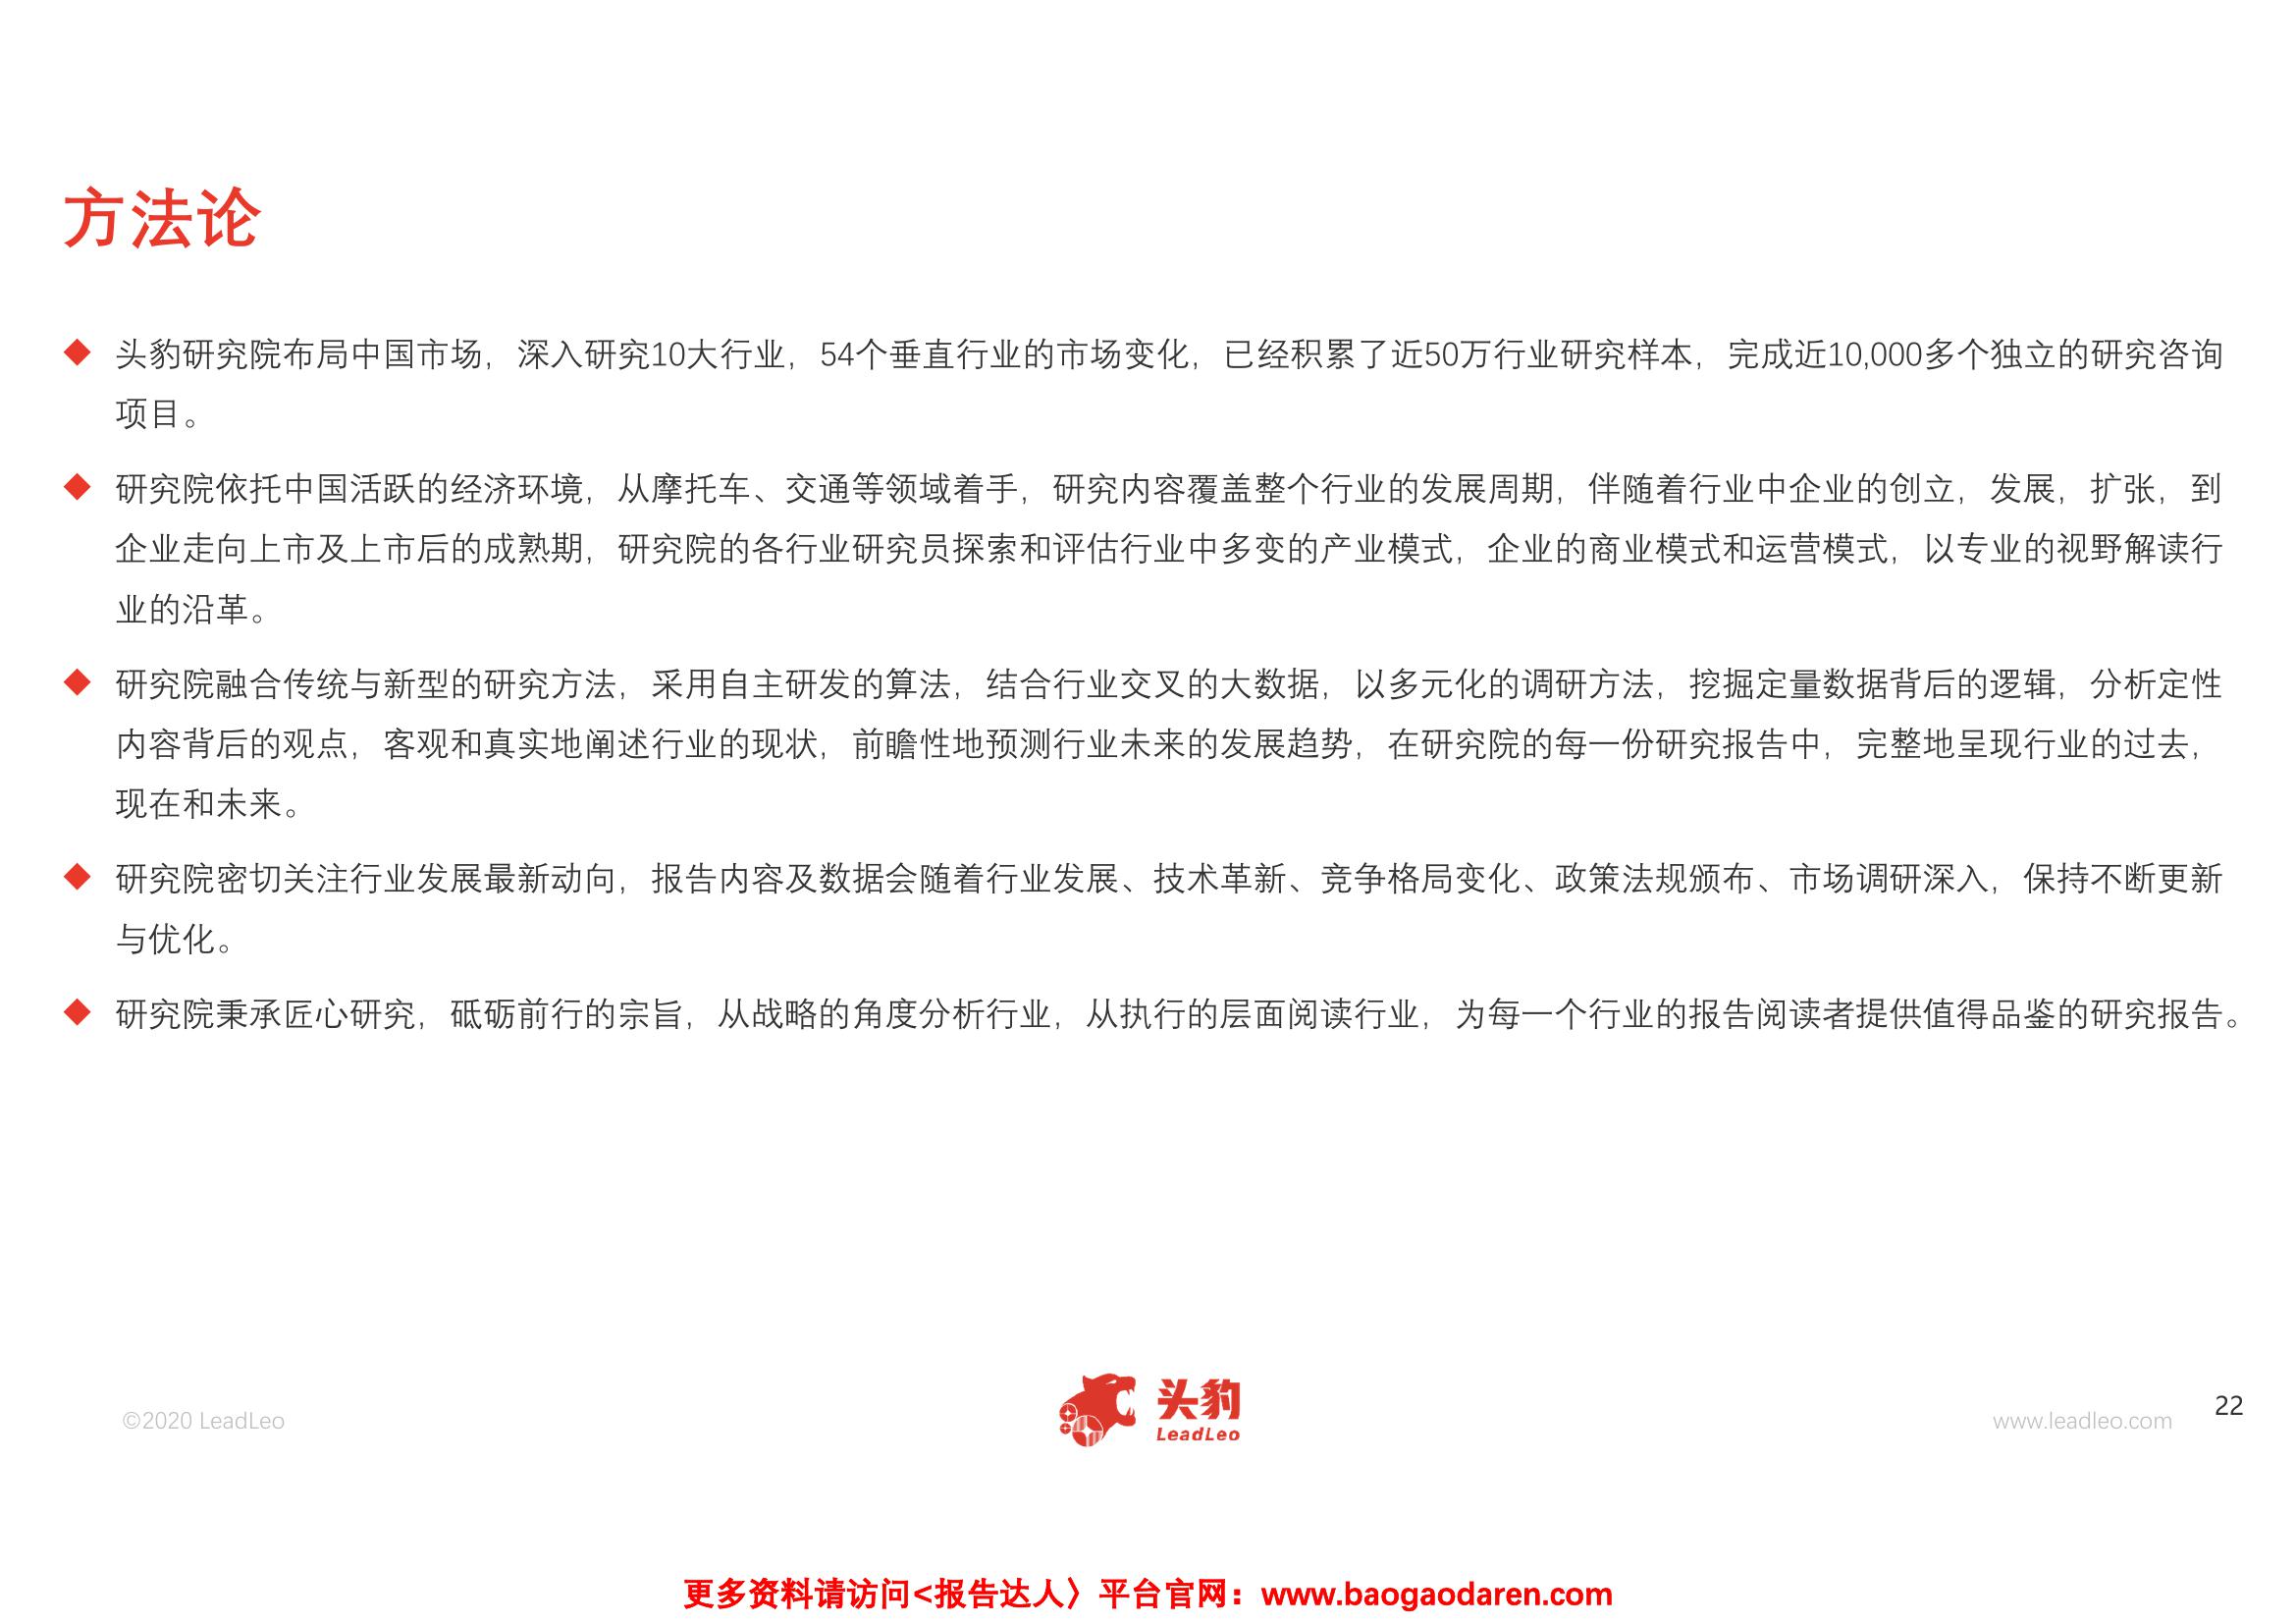 方法论
头豹研究院布局中国市场，深入研究10大行业，54个垂直行业的市场变化，已经积累了近50万行业研究样本，完成近10,000多个独立的研究咨询
项目。
研究院依托中国活跃的经济环境，从摩托车、交通等领域着手，研究内容覆盖整个行业的发展周期，伴随着行业中企业的创立，发展，扩张，到
企业走向上市及上市后的成熟期，研究院的各行业研究员探索和评估行业中多变的产业模式，企业的商业模式和运营模式，以专业的视野解读行
业的沿革。
研究院融合传统与新型的研究方法，采用自主研发的算法，结合行业交叉的大数据，以多元化的调研方法，挖掘定量数据背后的逻辑，分析定性
内容背后的观点，客观和真实地阐述行业的现状，前瞻性地预测行业未来的发展趋势，在研究院的每一份研究报告中，完整地呈现行业的过去，
现在和未来。
研究院密切关注行业发展最新动向，报告内容及数据会随着行业发展、技术革新、竞争格局变化、政策法规颁布、市场调研深入，保持不断更新
与优化。
研究院秉承匠心研究，砥砺前行的宗旨，从战略的角度分析行业，从执行的层面阅读行业，为每一个行业的报告阅读者提供值得品鉴的研究报告。
©2020 LeadLeo
头豹
LeadLeo
www.leadleo.com
22
更多资料请访问<报告达人〉平台官网：www.baogaodaren.com